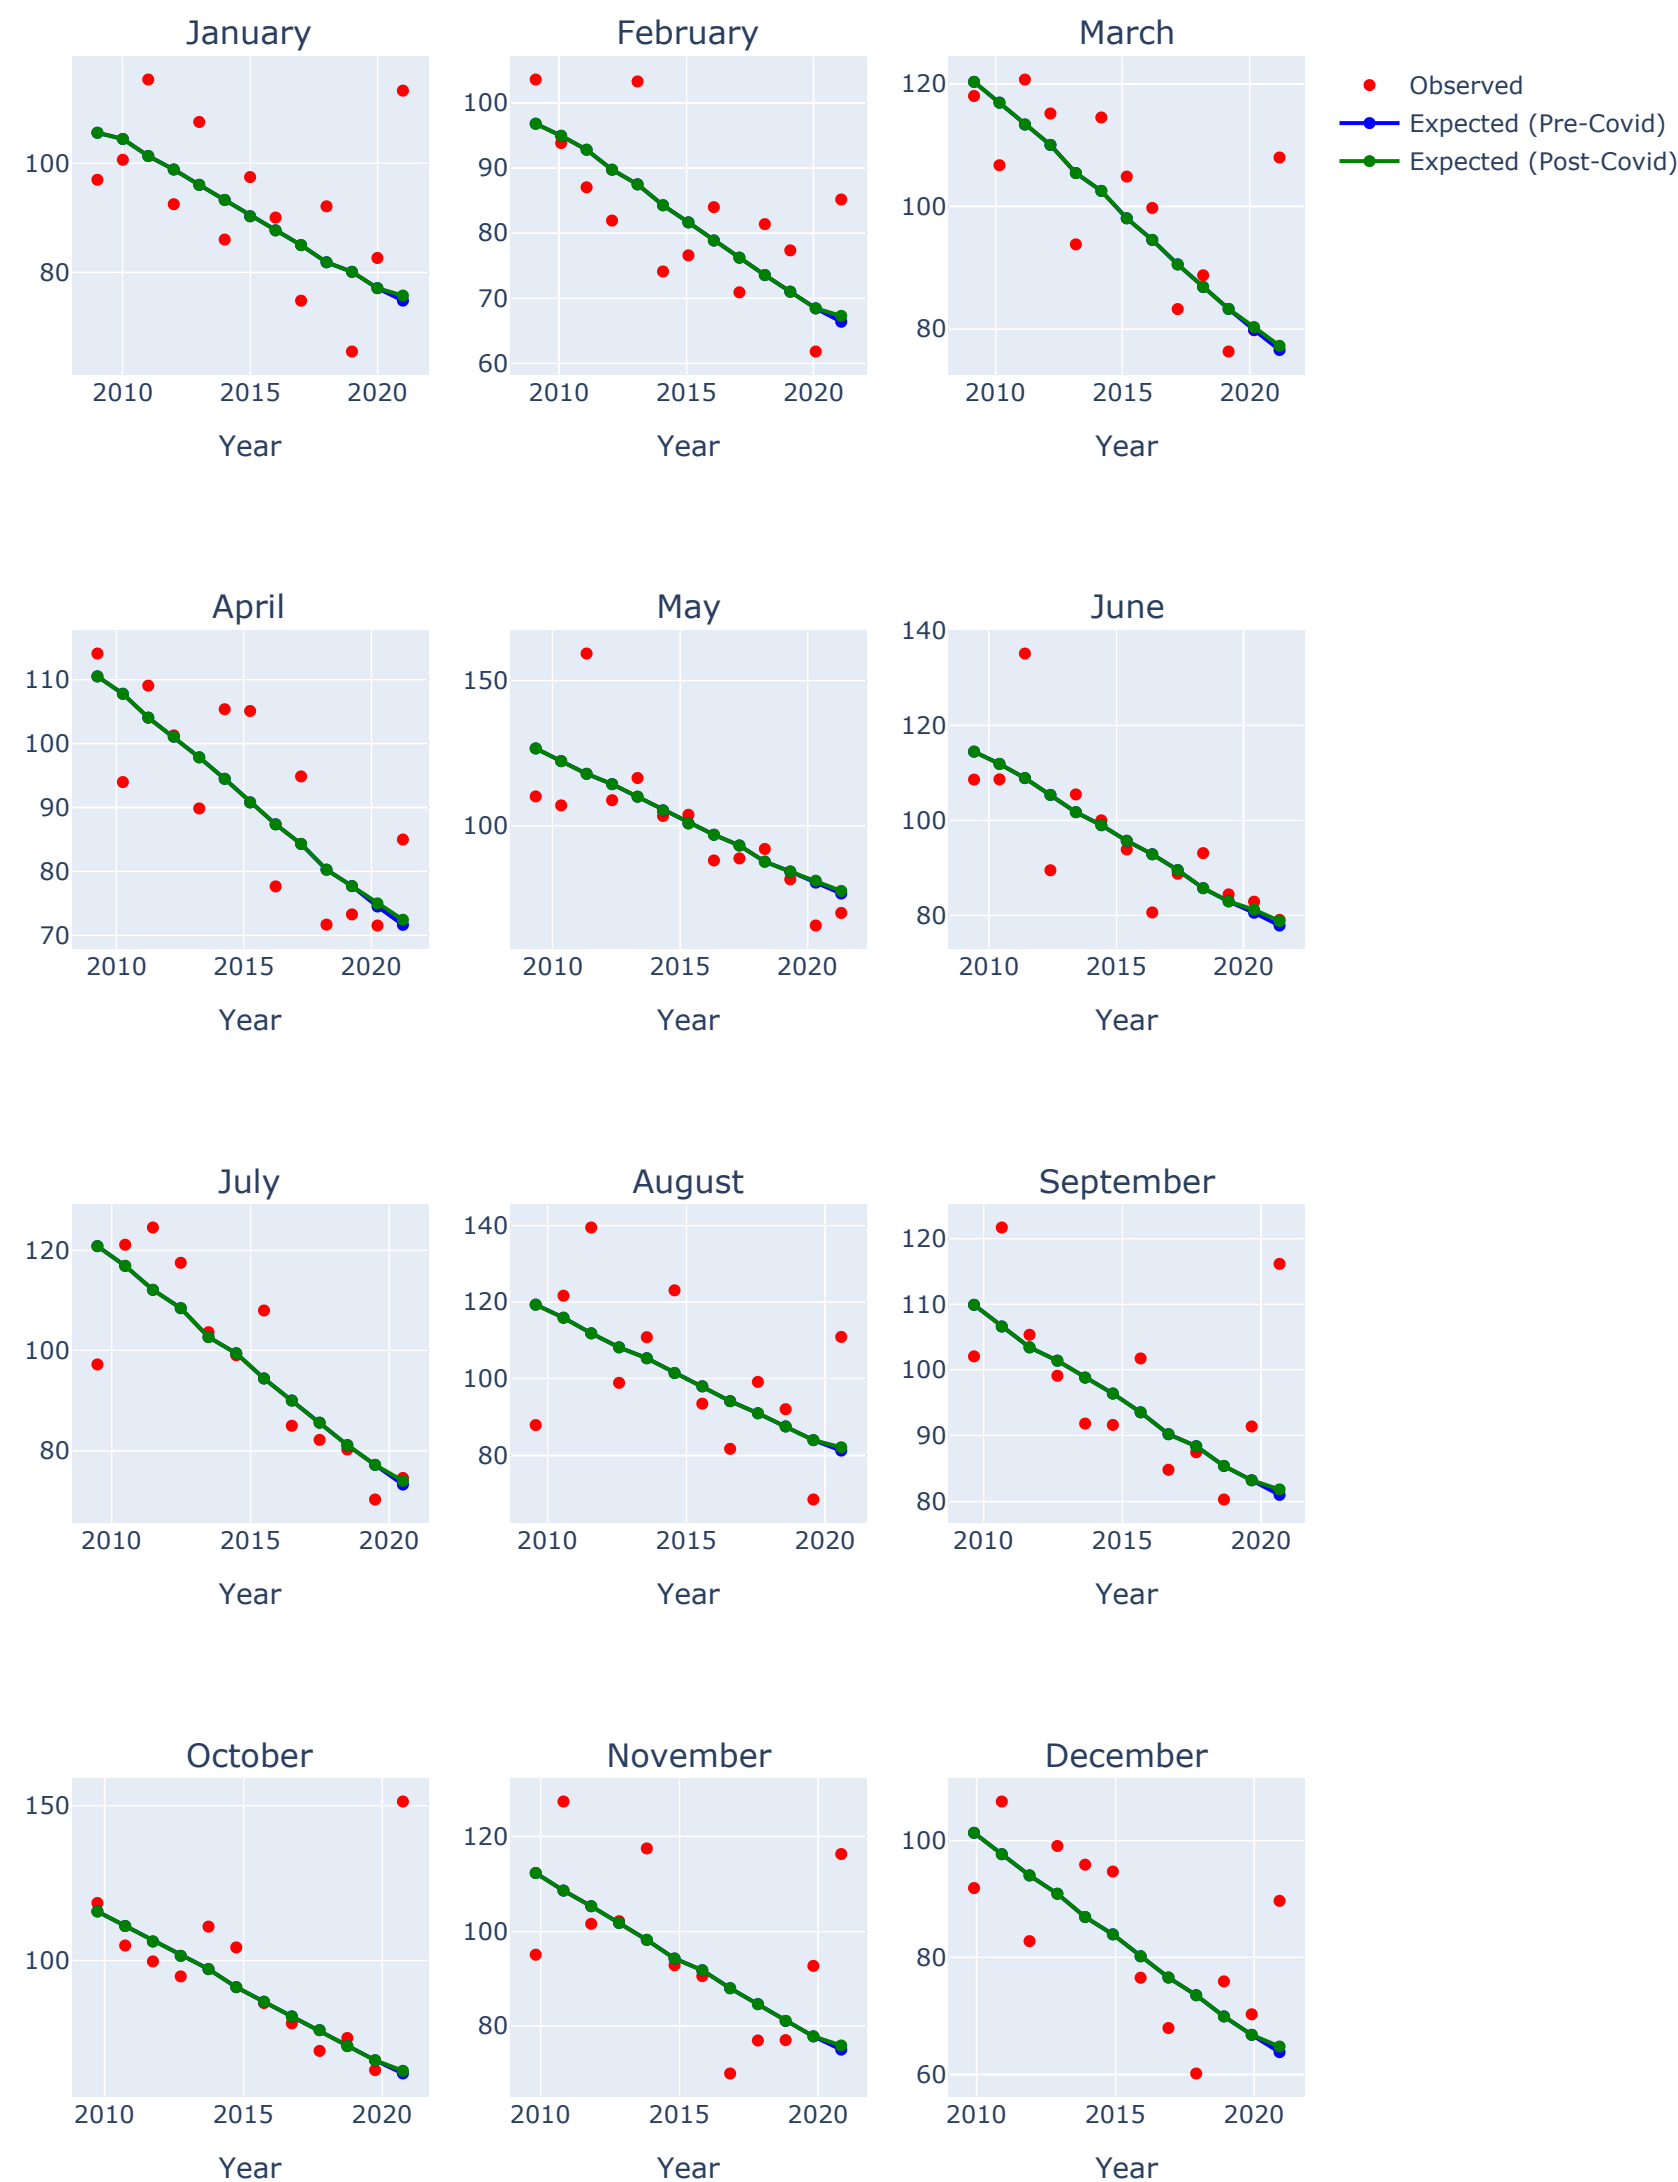 January February March
Observed
Expected (Pre-Covid)
Expected (Post-Covid)
100
80
100
90
80
70
60
120
100
80
2010 2015 2020 2010 2015 2020 2010 2015 2020
Year Year Year
April May June
110
100
90
80
70
150
100
140
120
100
80
2010 2015 2020 2010 2015 2020 2010 2015 2020
Year Year Year
July August September
120
100
80
140
120
100
80
120
110
100
90
80
2010 2015 2020 2010 2015 2020 2010 2015 2020
Year Year Year
October November December
150
100
120
100
80
100
80
60
2010 2015 2020 2010 2015 2020 2010 2015 2020
Year Year Year